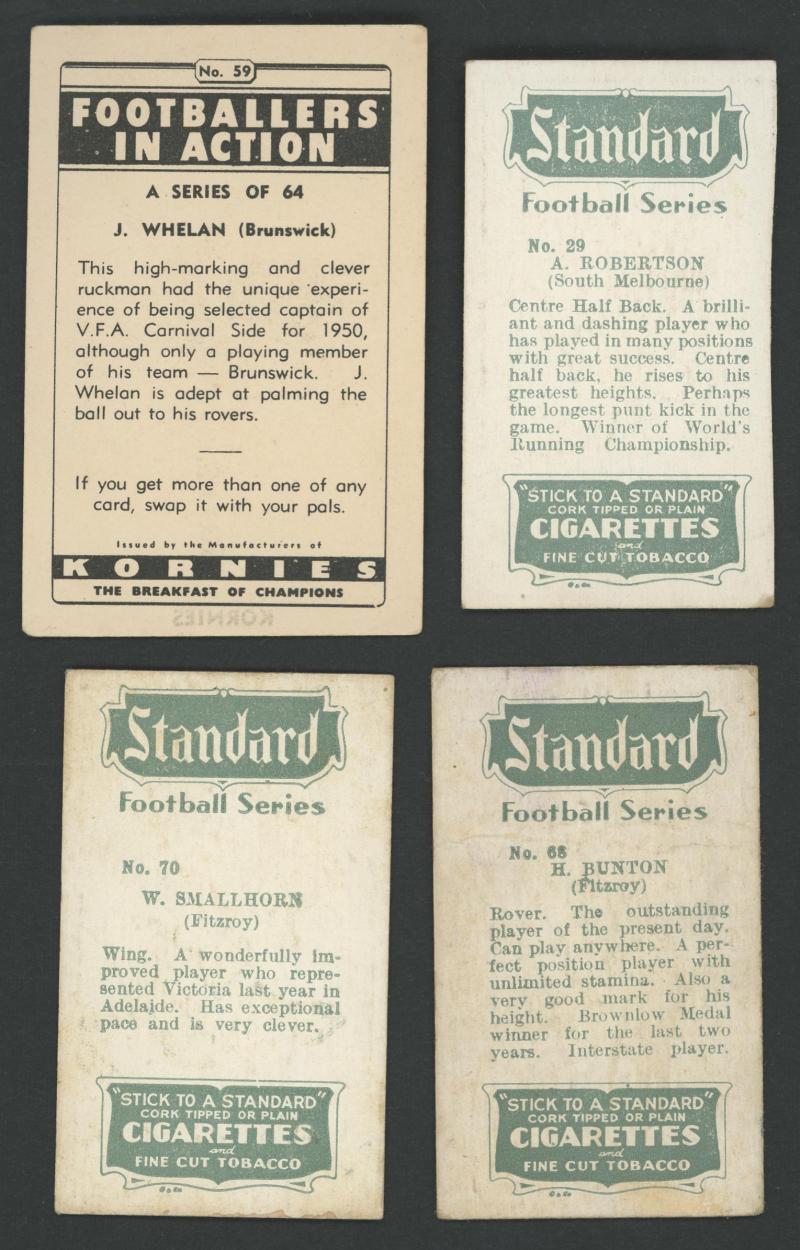 No. 59
FOOTBALLERS
IN ACTION
A SERIES OF 64
J. WHELAN (Brunswick)
This high-marking and clever
ruckman had the unique experi-
ence of being selected captain of
V.F.A. Carnival Side for 1950,
although only a playing member
of his team — Brunswick. J.
Whelan is adept at palming the
ball out to his rovers.
If you get more than one of any
card, swap it with your pals.
Issued by the Manufacturers of
KORNIES
THE BREAKFAST OF CHAMPIONS
KORNIES
Standard
Football Series
No. 29
A. ROBERTSON
(South Melbourne)
Centre Half Back. A brilli-
ant and dashing player who
has played in many positions
with great success. Centre
half back, he rises to his
greatest heights. Perhaps
the longest punt kick in the
game. Winner of World's
Running Championship.
"STICK TO A STANDARD"
CORK TIPPED OR PLAIN
CIGARETTES
and
FINE CUT TOBACCO
Standard
Football Series
No. 70
W. SMALLHORN
(Fitzroy)
Wing. A wonderfully im-
proved player who repre-
sented Victoria last year in
Adelaide. Has exceptional
pace and is very clever.
"STICK TO A STANDARD"
CORK TIPPED OR PLAIN
CIGARETTES
and
FINE CUT TOBACCO
Standard
Football Series
No. 68
H. BUNTON
(Fitzroy)
Rover. The outstanding
player of the present day.
Can play anywhere. A per-
fect position player with
unlimited stamina. Also a
very good mark for his
height. Brownlow Medal
winner for the last two
years. Interstate player.
"STICK TO A STANDARD"
CORK TIPPED OR PLAIN
CIGARETTES
and
FINE CUT TOBACCO